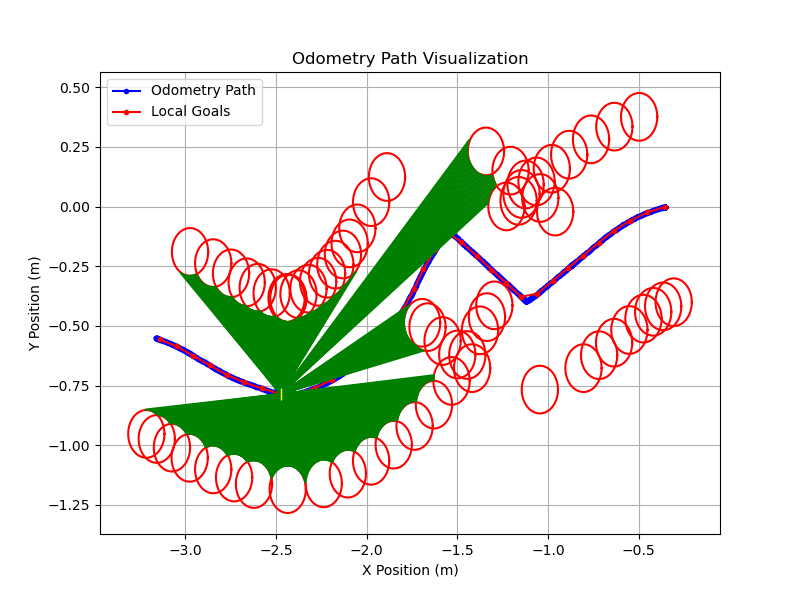 Odometry Path Visualization
Odometry Path
Local Goals
Y Position (m)
0.50
0.25
0.00
−0.25
−0.50
−0.75
−1.00
−1.25
−3.0
−2.5
−2.0
−1.5
−1.0
−0.5
X Position (m)